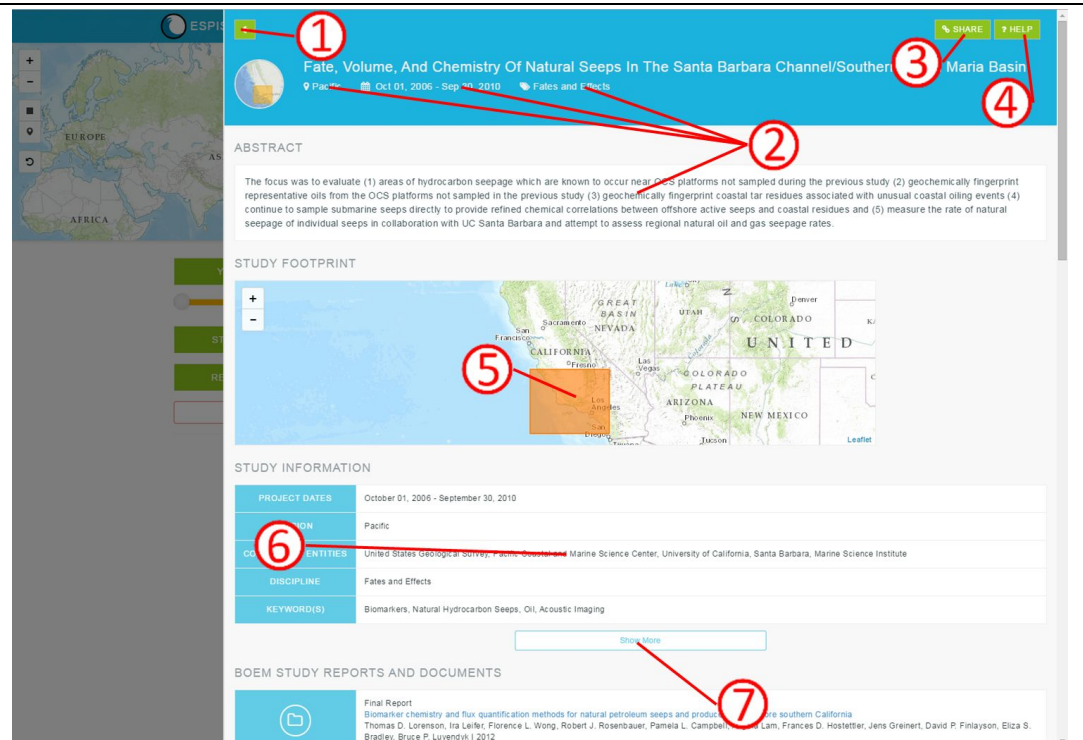 ESPIS
1
SHARE
? HELP
3
Fate, Volume, And Chemistry Of Natural Seeps In The Santa Barbara Channel/Southern Maria Basin
Pacific Oct 01, 2006 - Sep 30, 2010 Fates and Effects
4
2
ABSTRACT
The focus was to evaluate (1) areas of hydrocarbon seepage which are known to occur near OCS platforms not sampled during the previous study (2) geochemically fingerprint
representative oils from the OCS platforms not sampled in the previous study (3) geochemically fingerprint coastal tar residues associated with unusual coastal oiling events (4)
continue to sample submarine seeps directly to provide refined chemical correlations between offshore active seeps and coastal residues and (5) measure the rate of natural
seepage of individual seeps in collaboration with UC Santa Barbara and attempt to assess regional natural oil and gas seepage rates.
+
-
EUROPE
AS
AFRICA
STUDY FOOTPRINT
+
-
GREAT
BASIN
UTAH
Denver
Sacramento
NEVADA
COLORADO
San
Francisco
UNITED
CALIFORNIA
Fresno
Las
Vegas
Colorado
COLORADO
PLATEAU
5
Los
Angeles
ARIZONA
Phoenix
NEW MEXICO
San
Diego
Tucson
Leaflet
Y
ST
RE
STUDY INFORMATION
PROJECT DATES October 01, 2006 - September 30, 2010
Pacific
6
ENTITIES United States Geological Survey, Pacific Coastal and Marine Science Center, University of California, Santa Barbara, Marine Science Institute
DISCIPLINE Fates and Effects
KEYWORD(S) Biomarkers, Natural Hydrocarbon Seeps, Oil, Acoustic Imaging
Show More
7
BOEM STUDY REPORTS AND DOCUMENTS
Final Report
Biomarker chemistry and flux quantification methods for natural petroleum seeps and southern California
Thomas D. Lorenson, Ira Leifer, Florence L. Wong, Robert J. Rosenbauer, Pamela L. Campbell, Lam, Frances D. Hostettler, Jens Greinert, David P. Finlayson, Eliza S.
Bradley, Bruce P. Luyendyk | 2012